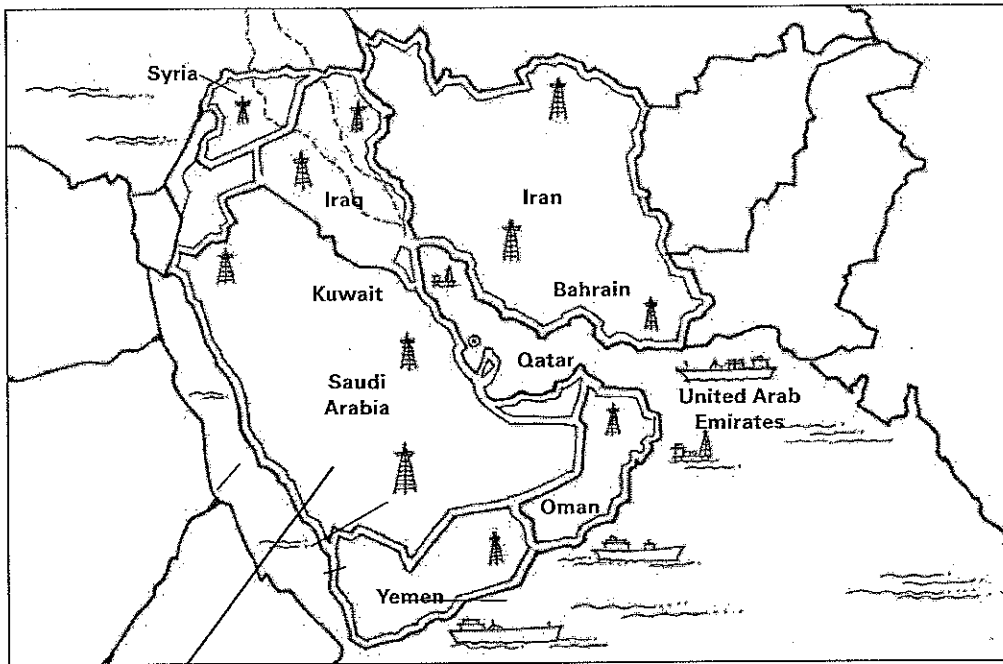 Syria
Iraq
Iran
Kuwait
Bahrain
Qatar
Saudi
Arabia
United Arab
Emirates
Oman
Yemen